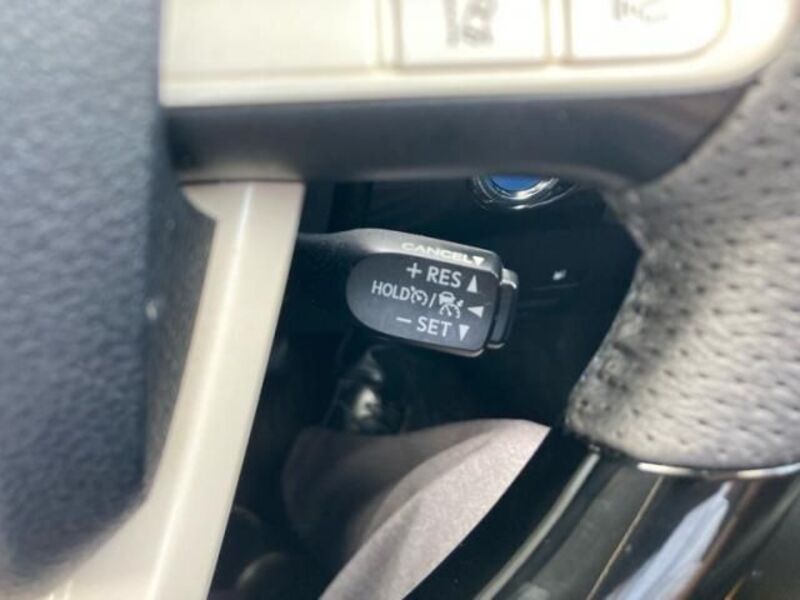 CANCEL▼
+ RES ▲
HOLD / ◄
− SET ▼